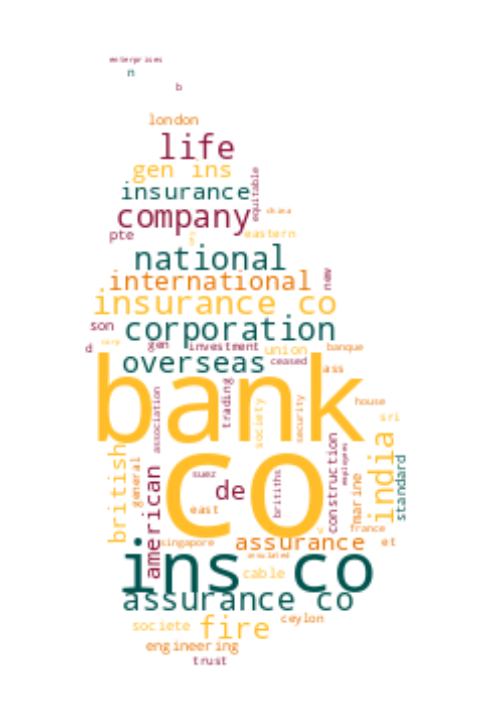 enterprises
n
b
london
life
gen ins
equitable
insurance
china
company
pte
eastern
national
international
new
insurance co
son
corporation
d
gen
investment
union
banque
overseas
ceased
ass
bank
trading
association
society
security
house
sri
co
british
general
american
suez
de
britiths
construction
employees
marine
india
standard
east
france
singapore
assurance
et
insulated
ins co
cable
assurance co
societe
fire
ceylon
engineering
trust